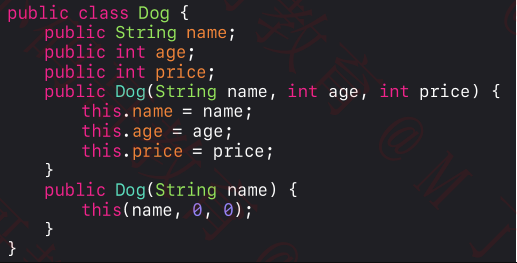 public class Dog {
    public String name;
    public int age;
    public int price;
    public Dog(String name, int age, int price) {
        this.name = name;
        this.age = age;
        this.price = price;
    }
    public Dog(String name) {
        this(name, 0, 0);
    }
}